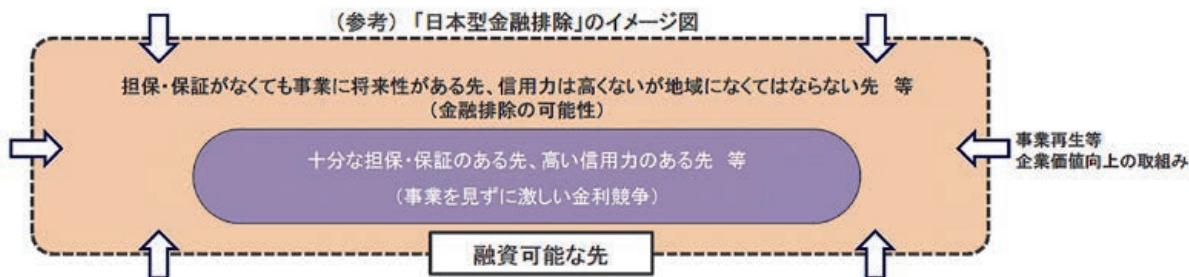 (参考) 「日本型金融排除」のイメージ図
担保・保証がなくても事業に将来性がある先、信用力は高くないが地域になくてはならない先 等
(金融排除の可能性)
十分な担保・保証のある先、高い信用力のある先 等
(事業を見ずに激しい金利競争)
事業再生等
企業価値向上の取組み
融資可能な先